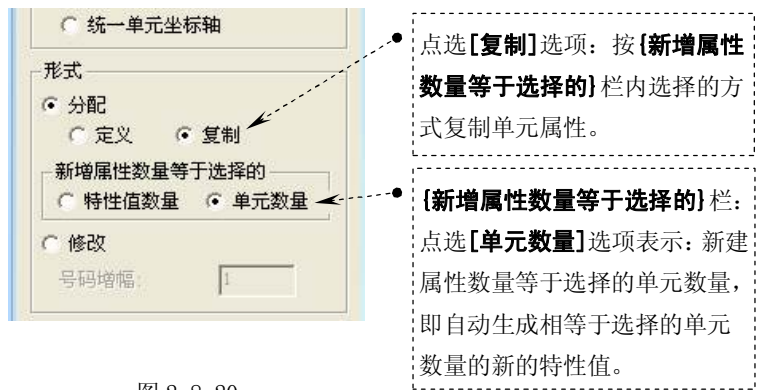 统一单元坐标轴
形式
分配
定义 复制
新增属性数量等于选择的
特性值数量 单元数量
修改
号码增幅: 1
点选[复制]选项：按{新增属性
数量等于选择的}栏内选择的方
式复制单元属性。
{新增属性数量等于选择的}栏：
点选[单元数量]选项表示：新建
属性数量等于选择的单元数量，
即自动生成相等于选择的单元
数量的新的特性值。